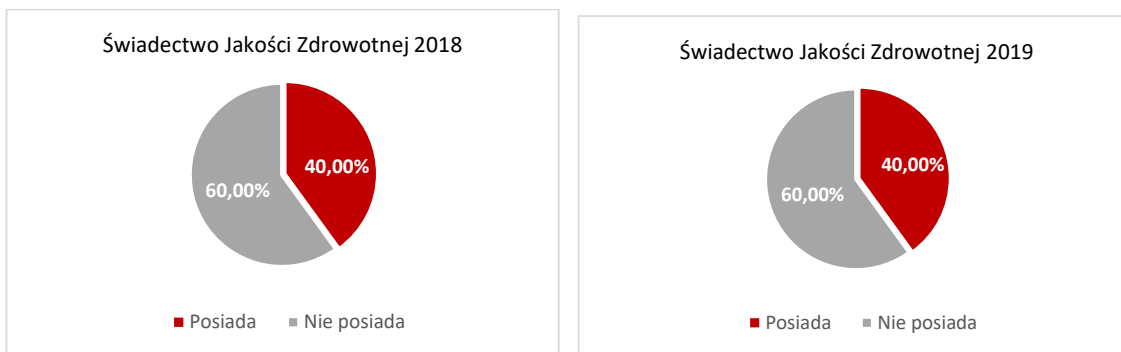 Świadectwo Jakości Zdrowotnej 2018
40,00%
60,00%
Posiada Nie posiada
Świadectwo Jakości Zdrowotnej 2019
40,00%
60,00%
Posiada Nie posiada